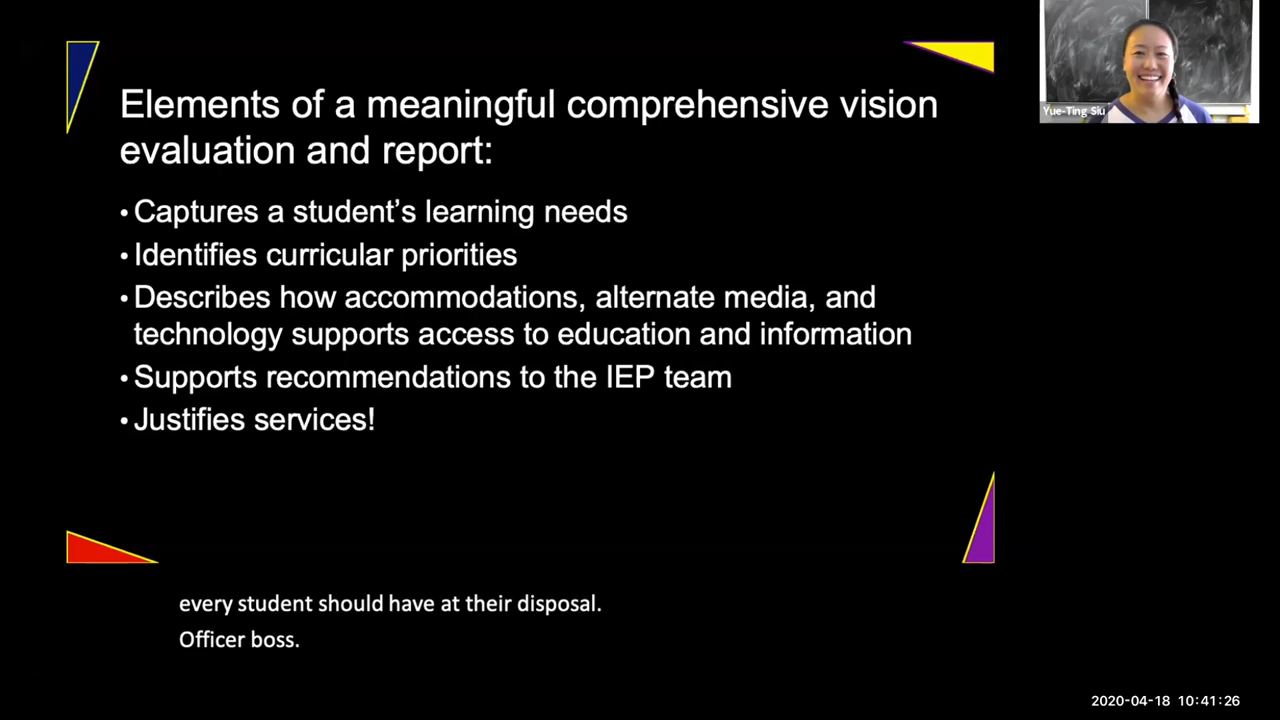 Elements of a meaningful comprehensive vision
evaluation and report:
• Captures a student’s learning needs
• Identifies curricular priorities
• Describes how accommodations, alternate media, and
technology supports access to education and information
• Supports recommendations to the IEP team
• Justifies services!
Yue-Ting Siu
every student should have at their disposal.
Officer boss.
2020-04-18 10:41:26